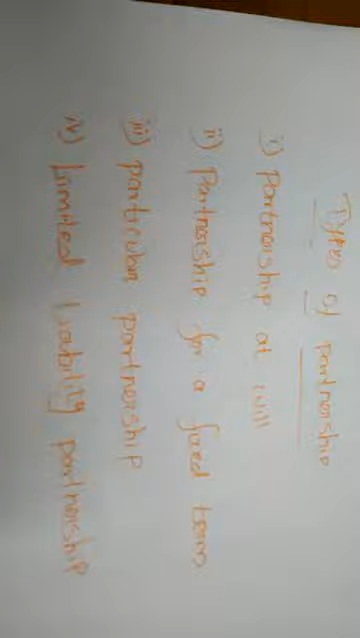 Types of partnership
i) Partnership at will
ii) Partnership for a fixed term
iii) particular partnership
iv) Limited Liability partnership